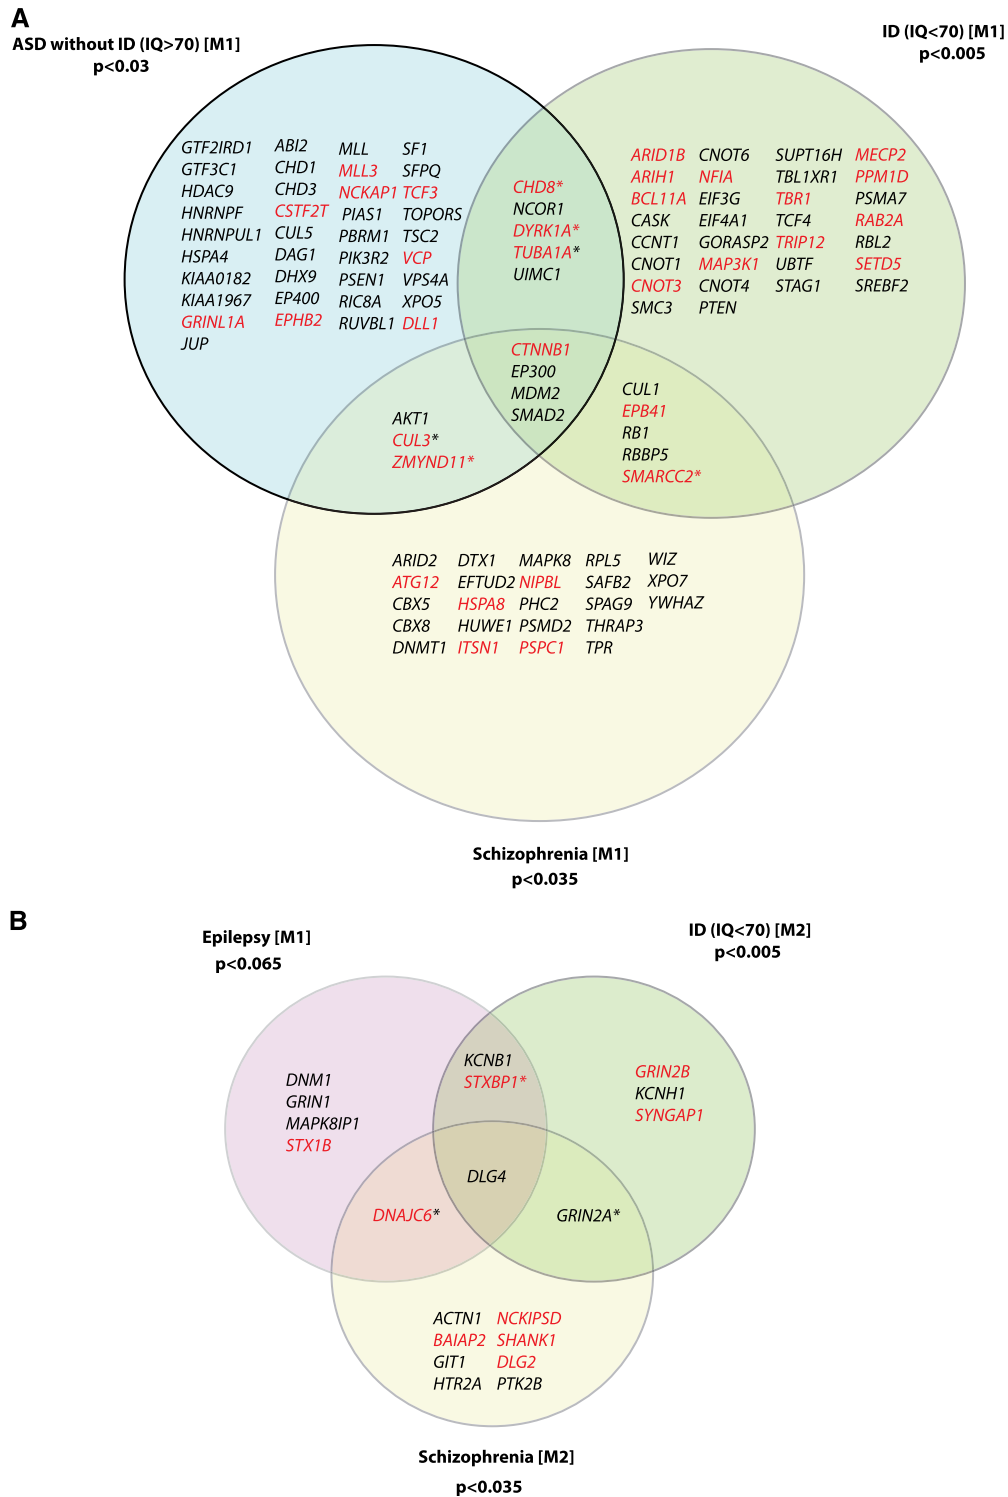 A
ASD without ID (IQ>70) [M1]
p<0.03
ID (IQ<70) [M1]
p<0.005
GTF2IRD1
GTF3C1
HDAC9
HNRNPF
HNRNPUL1
HSPA4
KIAA0182
KIAA1967
GRINL1A
JUP
ABI2
CHD1
CHD3
CSTF2T
CUL5
DAG1
DHX9
EP400
EPHB2
MLL
MLL3
NCKAP1
PIAS1
PBRM1
PIK3R2
PSEN1
RIC8A
RUVBL1
SF1
SFPQ
TCF3
TOPORS
TSC2
VCP
VPS4A
XPO5
DLL1
CHD8*
NCOR1
DYRK1A*
TUBA1A*
UIMC1
ARID1B
ARIH1
BCL11A
CASK
CCNT1
CNOT1
CNOT3
SMC3
CNOT6
NFIA
EIF3G
EIF4A1
GORASP2
MAP3K1
CNOT4
PTEN
SUPT16H
TBL1XR1
TBR1
TCF4
TRIP12
UBTF
STAG1
MECP2
PPM1D
PSMA7
RAB2A
RBL2
SETD5
SREBF2
CTNNB1
EP300
MDM2
SMAD2
AKT1
CUL3*
ZMYND11*
CUL1
EPB41
RB1
RBBP5
SMARCC2*
ARID2
ATG12
CBX5
CBX8
DNMT1
DTX1
EFTUD2
HSPA8
HUWE1
ITSN1
MAPK8
NIPBL
PHC2
PSMD2
PSPC1
RPL5
SAFB2
SPAG9
THRAP3
TPR
WIZ
XPO7
YWHAZ
Schizophrenia [M1]
p<0.035
B
Epilepsy [M1]
p<0.065
ID (IQ<70) [M2]
p<0.005
DNM1
GRIN1
MAPK8IP1
STX1B
KCNB1
STXBP1*
GRIN2B
KCNH1
SYNGAP1
DLG4
DNAJC6*
GRIN2A*
ACTN1
BAIAP2
GIT1
HTR2A
NCKIPSD
SHANK1
DLG2
PTK2B
Schizophrenia [M2]
p<0.035